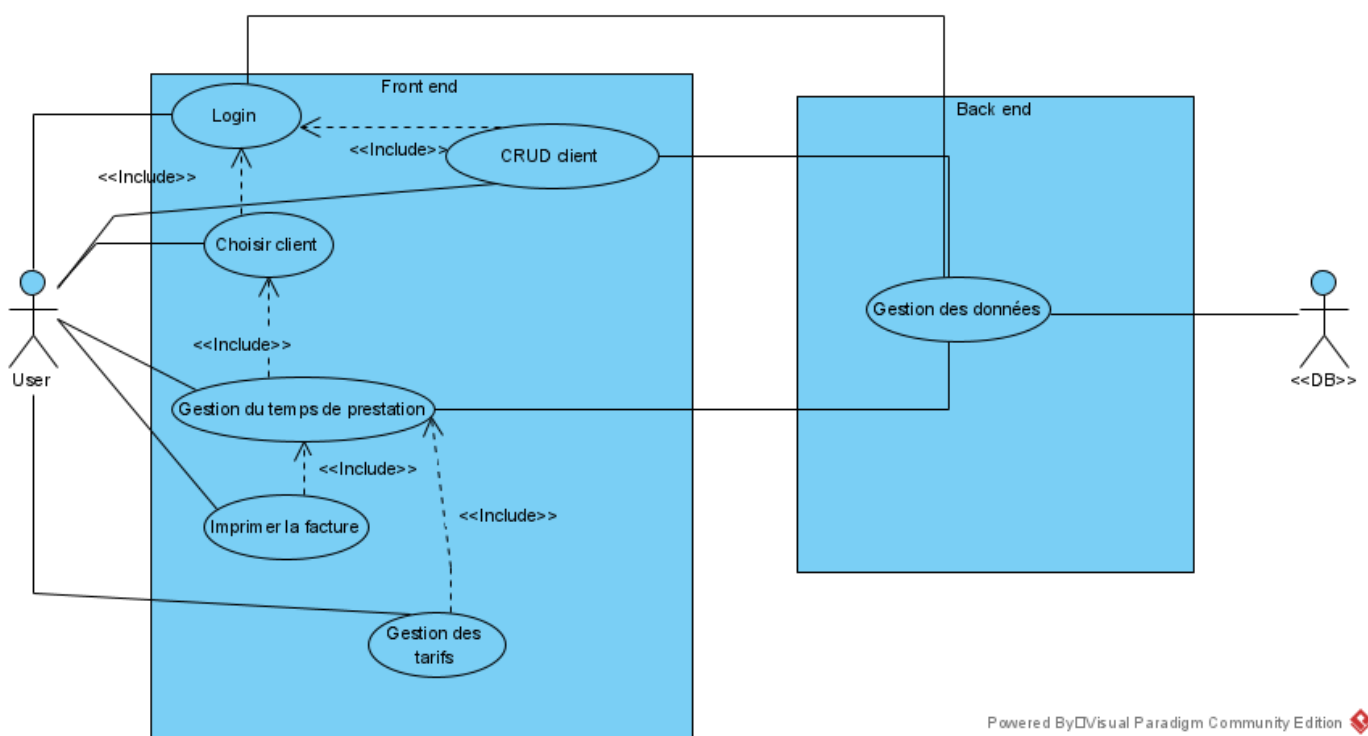 Front end
Back end
Login
<<Include>>
CRUD client
<<Include>>
Choisir client
Gestion des données
<<Include>>
User
<<DB>>
Gestion du temps de prestation
<<Include>>
<<Include>>
Imprimer la facture
Gestion des
tarifs
Powered By□Visual Paradigm Community Edition